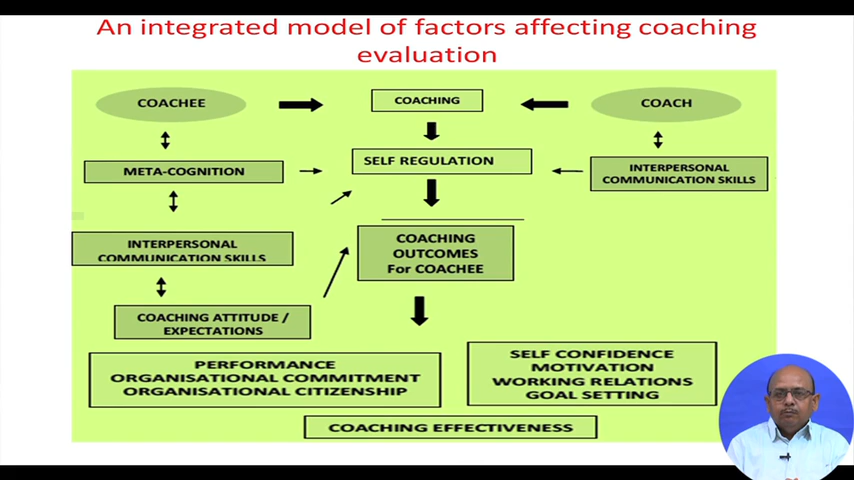 An integrated model of factors affecting coaching
evaluation
COACHEE
COACHING
COACH
META-COGNITION
SELF REGULATION
INTERPERSONAL
COMMUNICATION SKILLS
INTERPERSONAL
COMMUNICATION SKILLS
COACHING
OUTCOMES
For COACHEE
COACHING ATTITUDE /
EXPECTATIONS
PERFORMANCE
ORGANISATIONAL COMMITMENT
ORGANISATIONAL CITIZENSHIP
SELF CONFIDENCE
MOTIVATION
WORKING RELATIONS
GOAL SETTING
COACHING EFFECTIVENESS